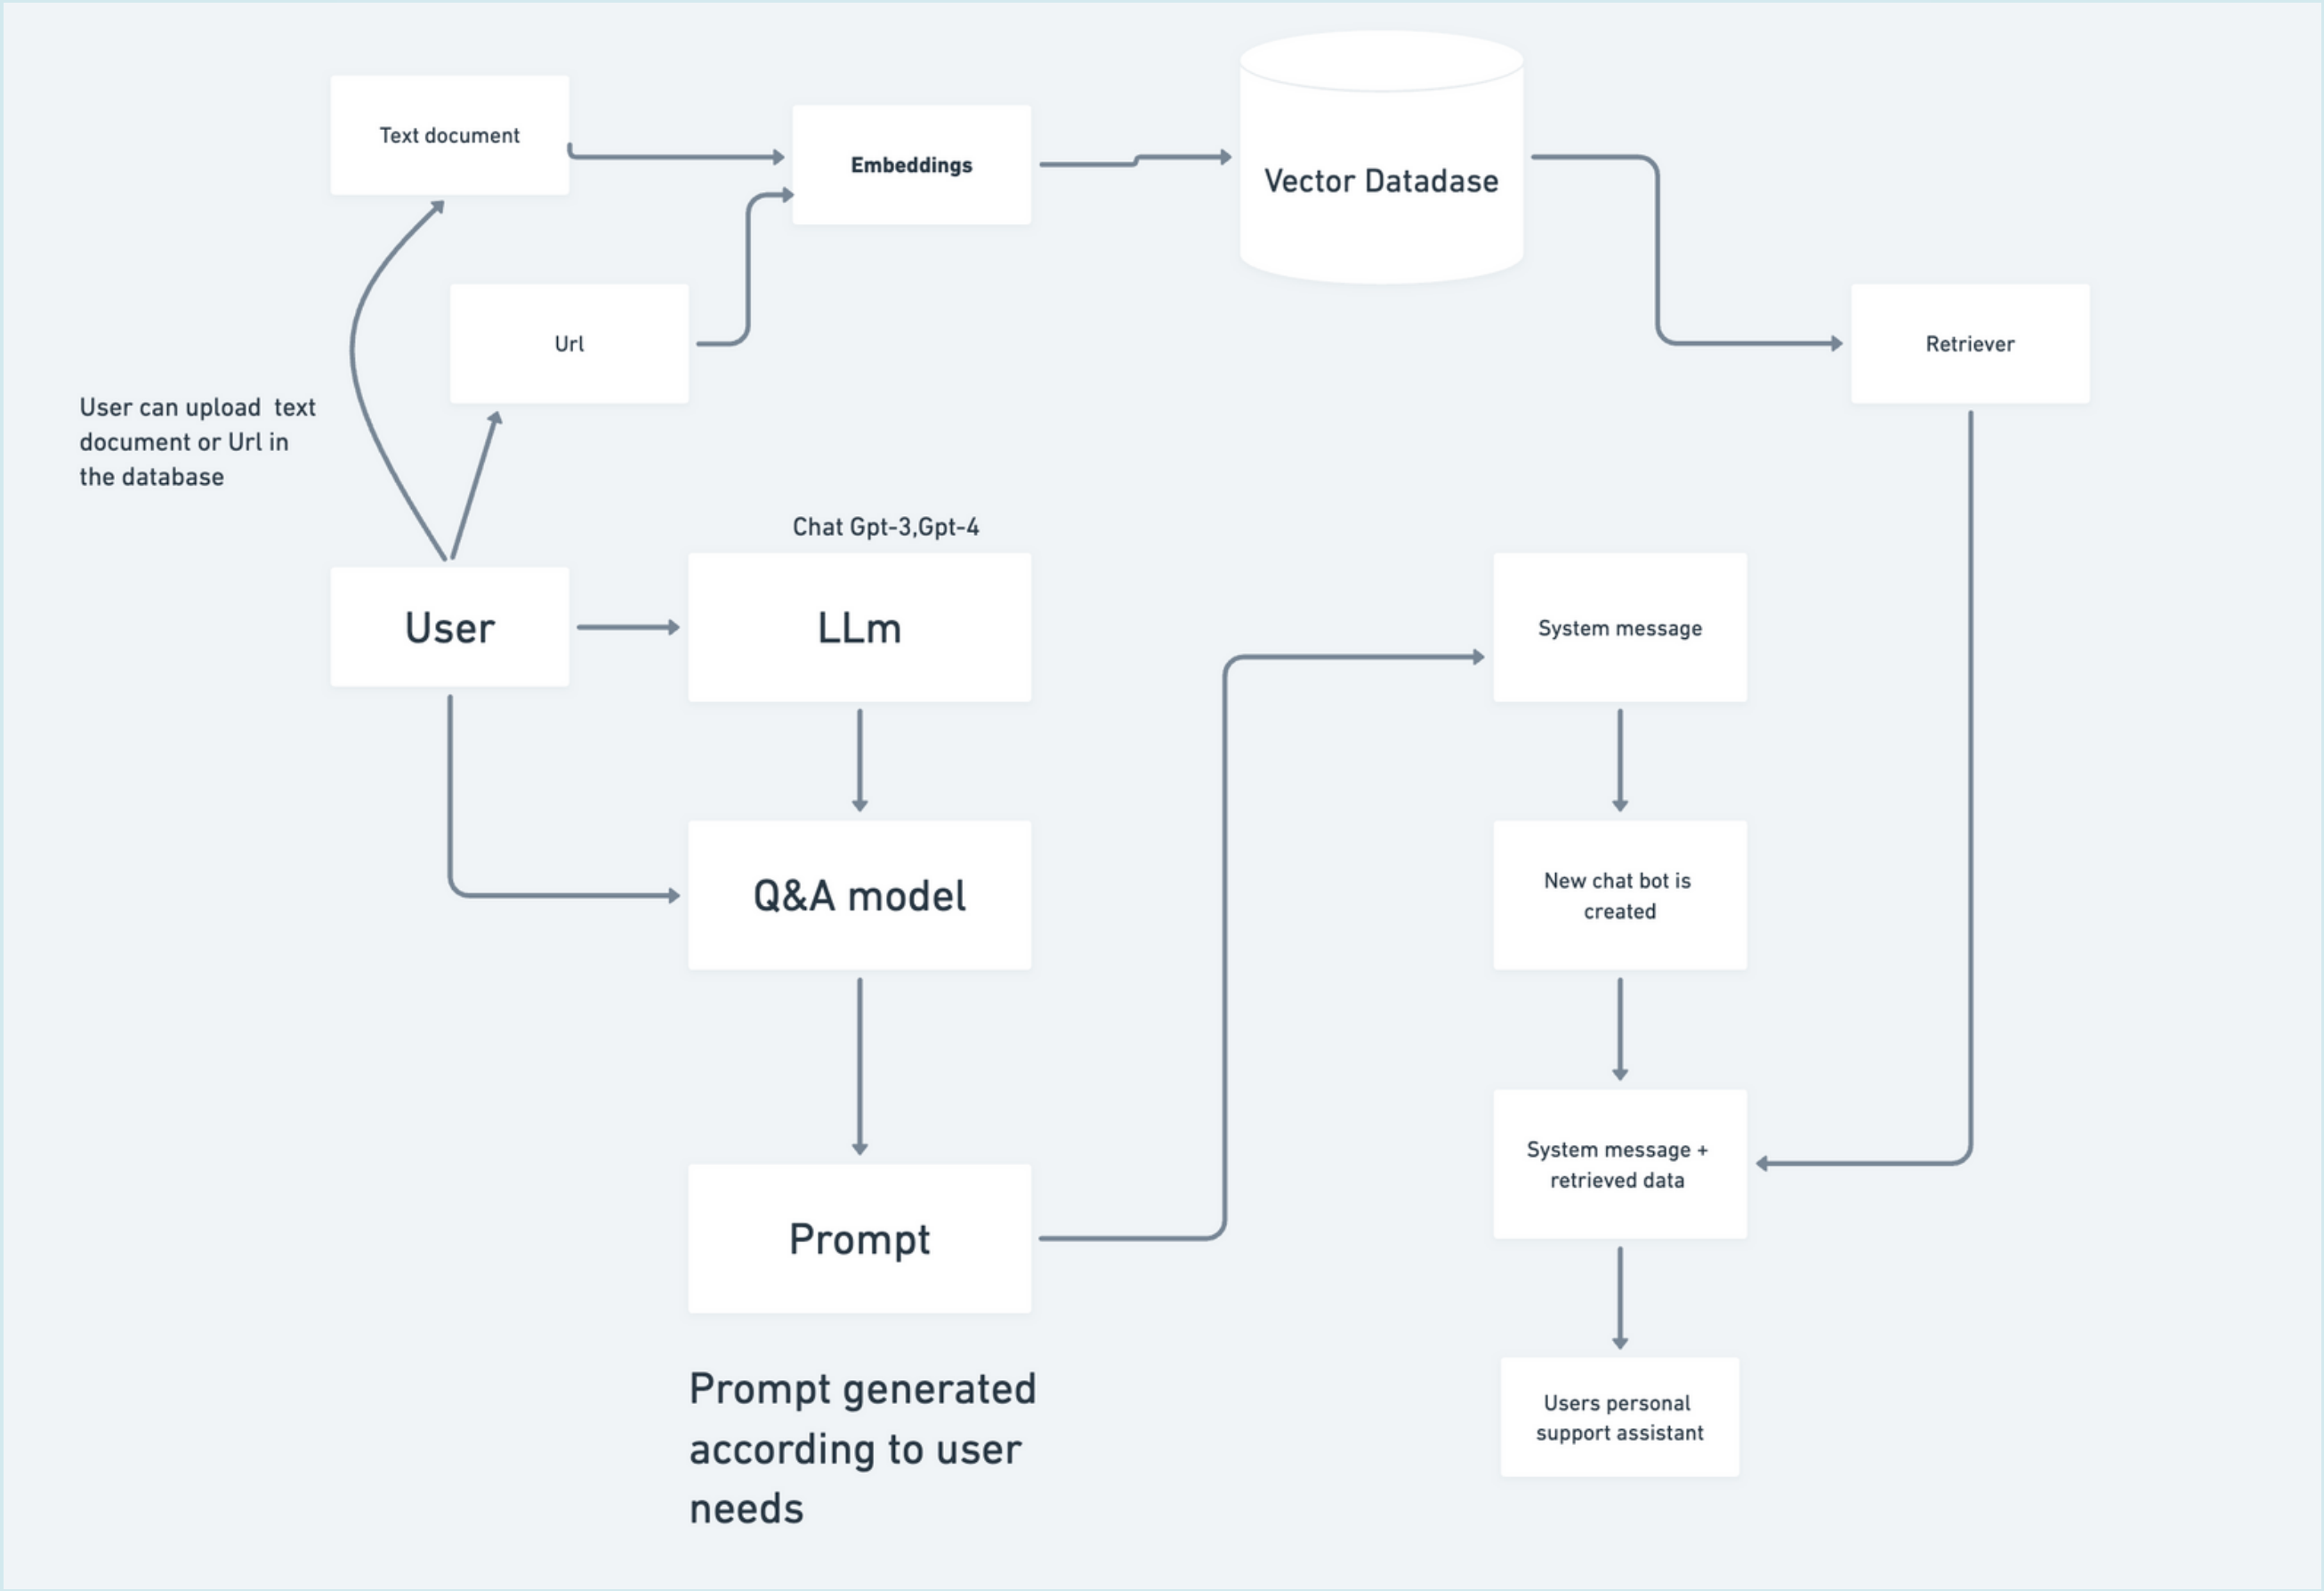 Text document
Embeddings
Vector Datadase
Url
Retriever
User can upload  text
document or Url in
the database
Chat Gpt-3,Gpt-4
User
LLm
System message
Q&A model
New chat bot is
created
System message +
retrieved data
Prompt
Prompt generated
according to user
needs
Users personal
support assistant